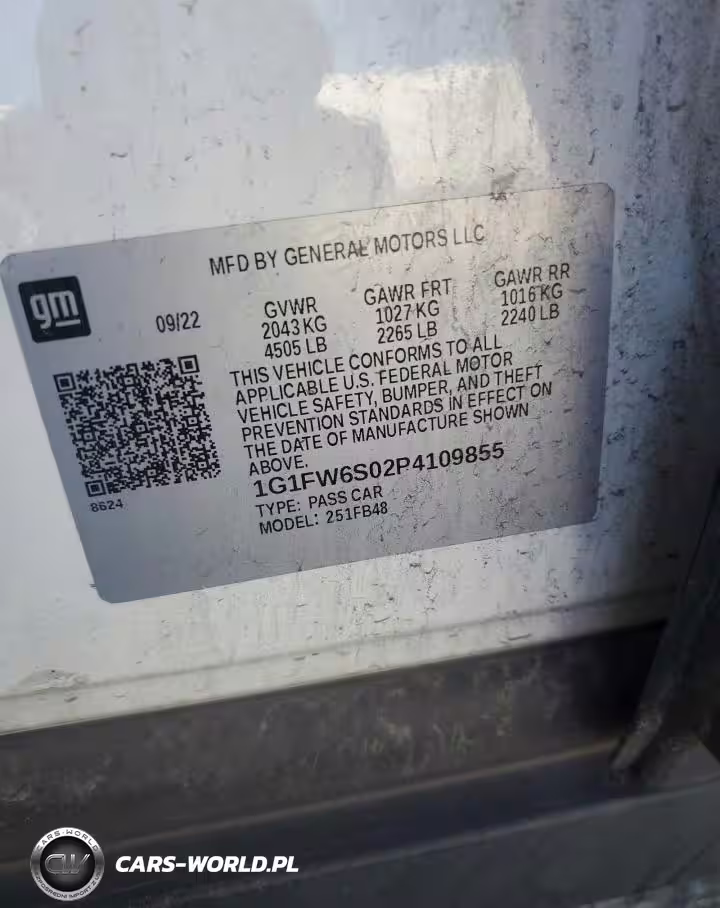 MFD BY GENERAL MOTORS LLC
gm
09/22
GVWR
2043 KG
4505 LB
GAWR FRT
1027 KG
2265 LB
GAWR RR
1016 KG
2240 LB
THIS VEHICLE CONFORMS TO ALL
APPLICABLE U.S. FEDERAL MOTOR
VEHICLE SAFETY, BUMPER, AND THEFT
PREVENTION STANDARDS IN EFFECT ON
THE DATE OF MANUFACTURE SHOWN
ABOVE.
8624
1G1FW6S02P4109855
TYPE: PASS CAR
MODEL: 251FB48
CARS-WORLD
CARS-WORLD.PL